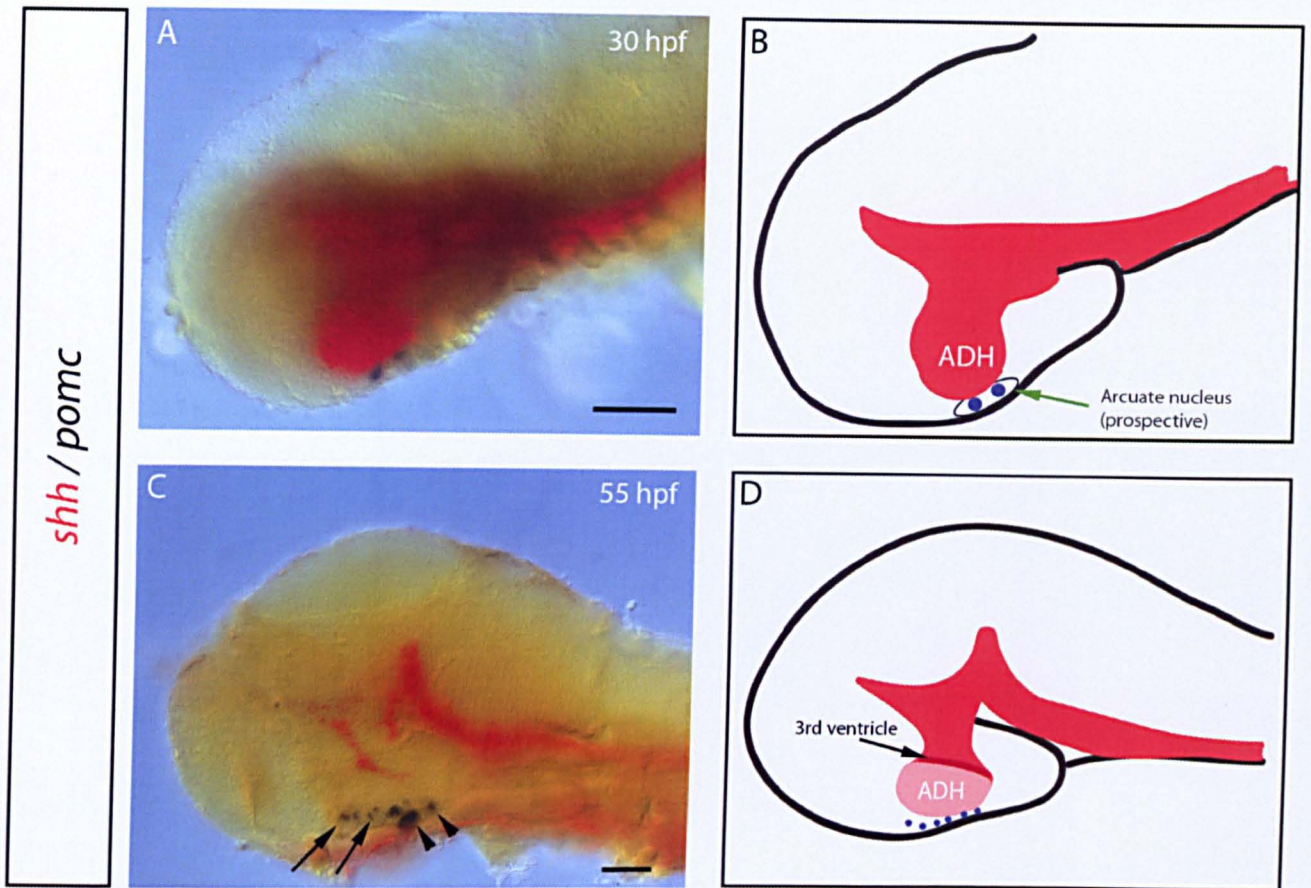 shh / pomc
A
30 hpf
B
ADH
Arcuate nucleus
(prospective)
C
55 hpf
D
3rd ventricle
ADH